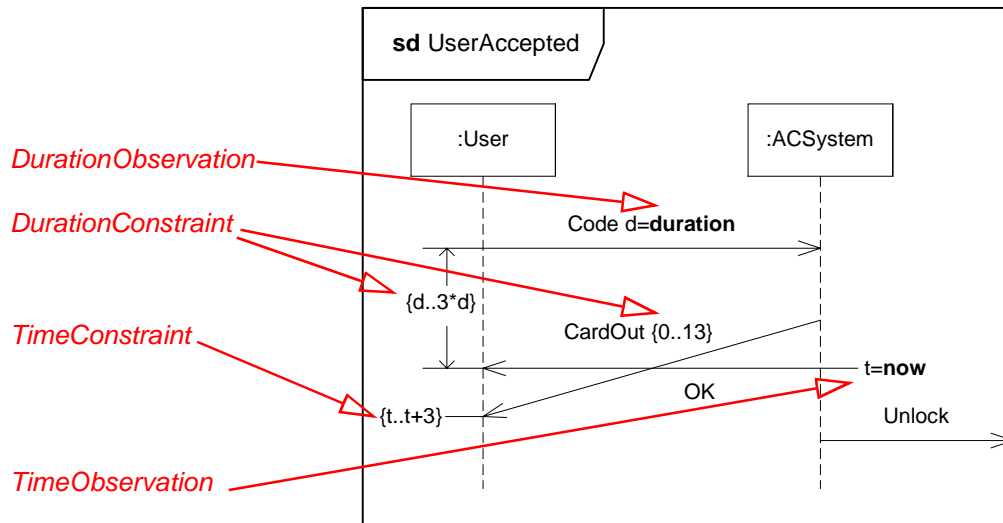 sd UserAccepted
:User
:ACSystem
DurationObservation
Code d=duration
DurationConstraint
{d..3*d}
CardOut {0..13}
TimeConstraint
t=now
OK
{t..t+3}
Unlock
TimeObservation